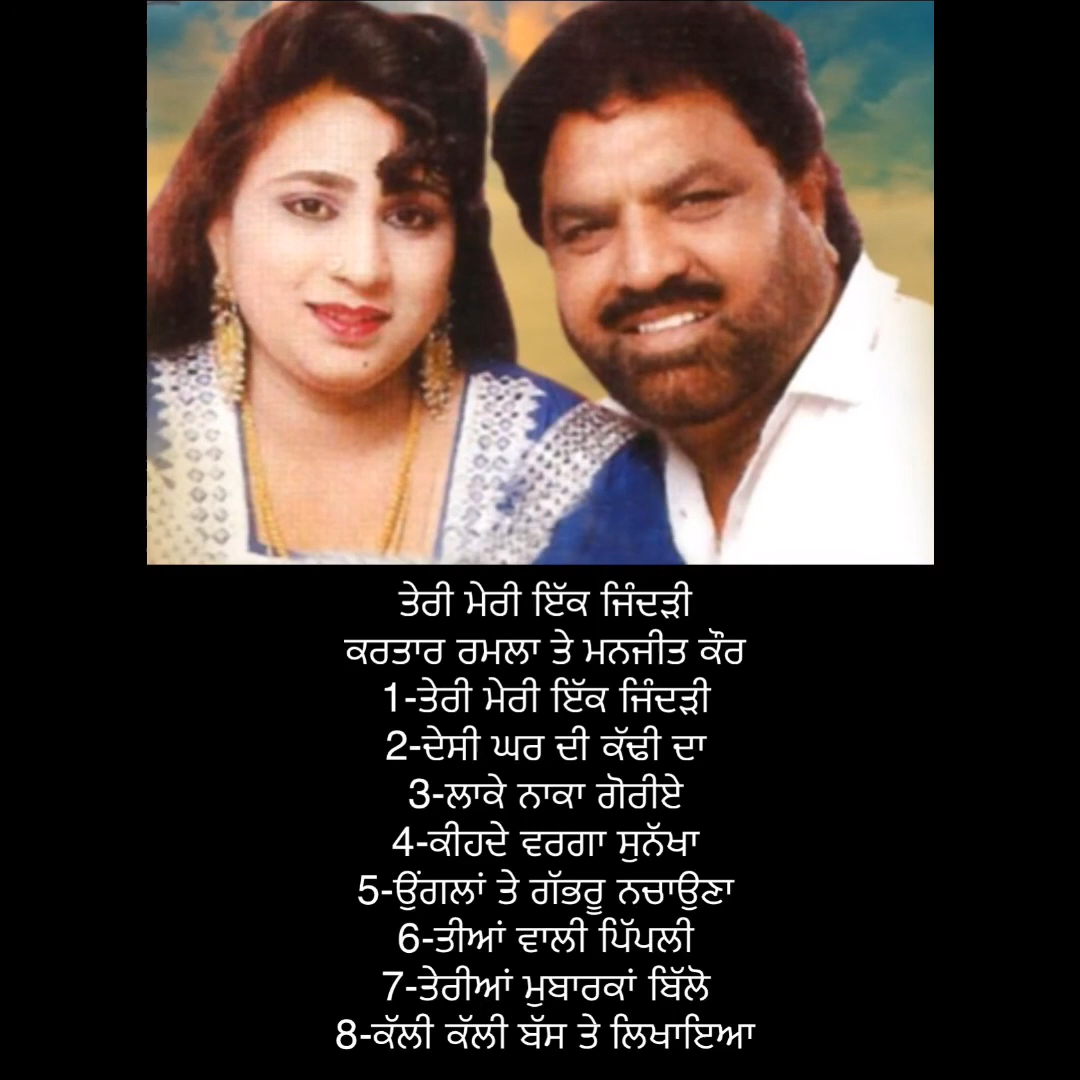 ਤੇਰੀ ਮੇਰੀ ਇੱਕ ਜਿੰਦੜੀ
ਕਰਤਾਰ ਰਮਲਾ ਤੇ ਮਨਜੀਤ ਕੌਰ
1-ਤੇਰੀ ਮੇਰੀ ਇੱਕ ਜਿੰਦੜੀ
2-ਦੇਸੀ ਘਰ ਦੀ ਕੱਢੀ ਦਾ
3-ਲਾਕੇ ਨਾਕਾ ਗੋਰੀਏ
4-ਕੀਹਦੇ ਵਰਗਾ ਸੁਨੱਖਾ
5-ਉਂਗਲਾਂ ਤੇ ਗੱਭਰੂ ਨਚਾਉਣਾ
6-ਤੀਆਂ ਵਾਲੀ ਪਿੱਪਲੀ
7-ਤੇਰੀਆਂ ਮੁਬਾਰਕਾਂ ਬਿੱਲੋ
8-ਕੱਲੀ ਕੱਲੀ ਬੱਸ ਤੇ ਲਿਖਾਇਆ